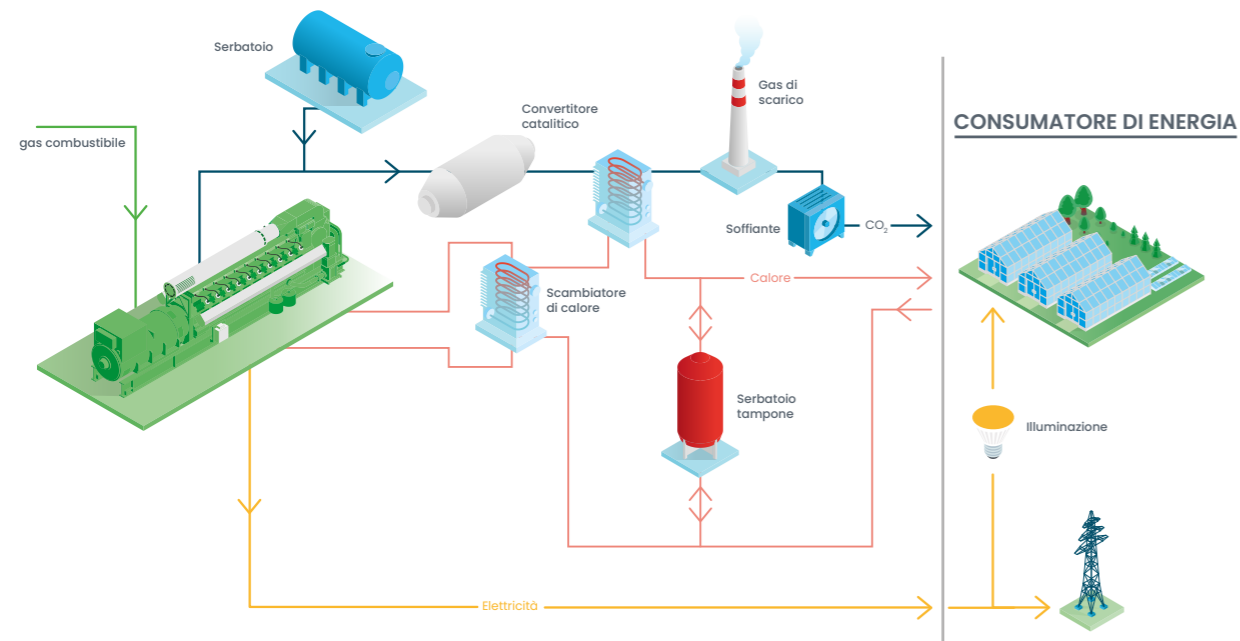 Serbatoio
gas combustibile
Convertitore
catalitico
Gas di
scarico
CONSUMATORE DI ENERGIA
Soffiante
CO₂
Calore
Scambiatore
di calore
Serbatoio
tampone
Illuminazione
Elettricità